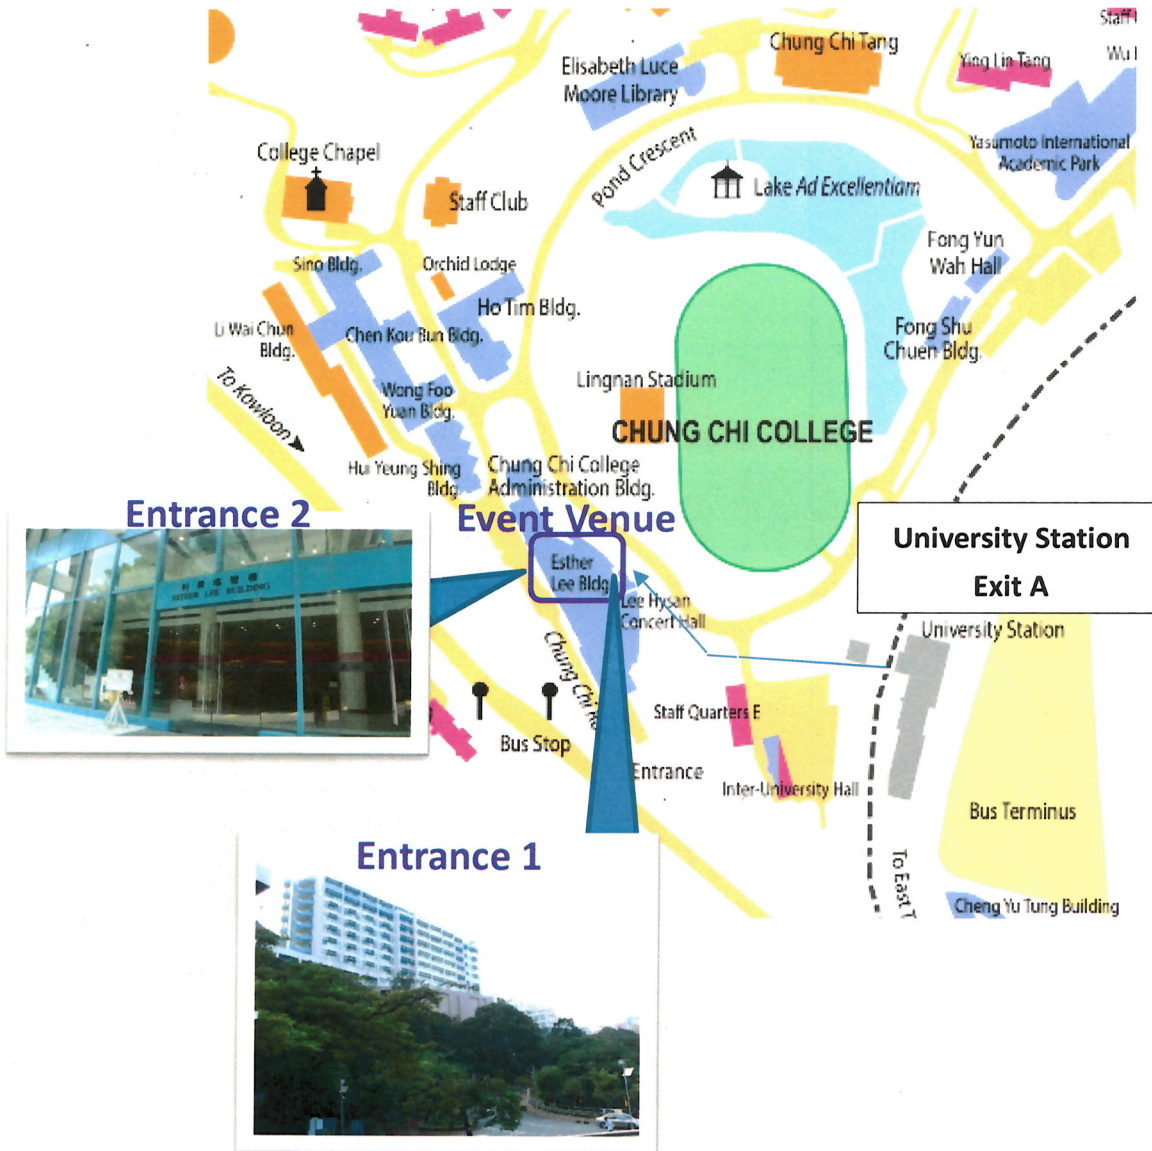 Staff
Wu
Chung Chi Tang
Ying Lin Tang
Elisabeth Luce
Moore Library
Yasumoto International
Academic Park
College Chapel
Pond Crescent
Lake Ad Excellentiam
Staff Club
Fong Yun
Wah Hall
Sino Bldg.
Orchid Lodge
Ho Tim Bldg.
Li Wai Chun
Bldg.
Chen Kou Bun Bldg.
Fong Shu
Chuen Bldg.
To Kowloon
Wong Foo
Yuan Bldg.
Lingnan Stadium
CHUNG CHI COLLEGE
Hui Yeung Shing
Bldg.
Chung Chi College
Administration Bldg.
Entrance 2
Event Venue
University Station
Exit A
Esther
Lee Bldg.
ESTHER LEE BUILDING
Lee Hysan
Concert Hall
University Station
Chung Chi
Staff Quarters E
Bus Stop
Entrance
Inter-University Hall
Bus Terminus
Entrance 1
To East T
Cheng Yu Tung Building